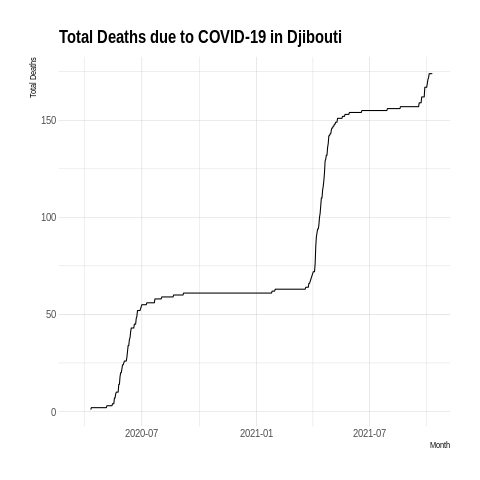 Total Deaths due to COVID-19 in Djibouti
Total Deaths
150
100
50
0
2020-07 2021-01 2021-07
Month